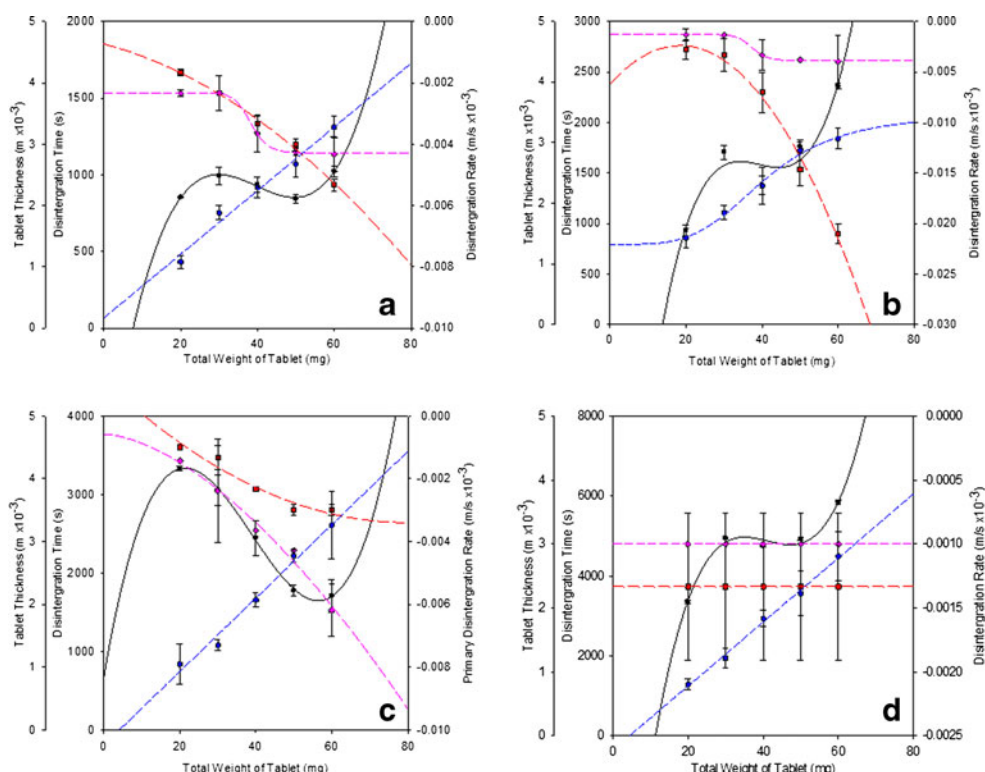 Tablet Thickness (m x10⁻³)
5
4
3
2
1
0
Disintergration Time (s)
2000
1500
1000
500
0
0.000
-0.002
-0.004
-0.006
-0.008
-0.010
Disintergration Rate (m/s x10⁻³)
a
0 20 40 60 80
Total Weight of Tablet (mg)
Tablet Thickness (m x10⁻³)
5
4
3
2
1
0
Disintergration Time (s)
3000
2500
2000
1500
1000
500
0
0.000
-0.005
-0.010
-0.015
-0.020
-0.025
-0.030
Disintergration Rate (m/s x10⁻³)
b
0 20 40 60 80
Total Weight of Tablet (mg)
Tablet Thickness (m x10⁻³)
5
4
3
2
1
0
Disintergration Time (s)
4000
3000
2000
1000
0
0.000
-0.002
-0.004
-0.006
-0.008
-0.010
Primary Disintergration Rate (m/s x10⁻³)
c
0 20 40 60 80
Total Weight of Tablet (mg)
Tablet Thickness (m x10⁻³)
5
4
3
2
1
0
Disintergration Time (s)
8000
6000
4000
2000
0
0.0000
-0.0005
-0.0010
-0.0015
-0.0020
-0.0025
Disintergration Rate (m/s x10⁻³)
d
0 20 40 60 80
Total Weight of Tablet (mg)